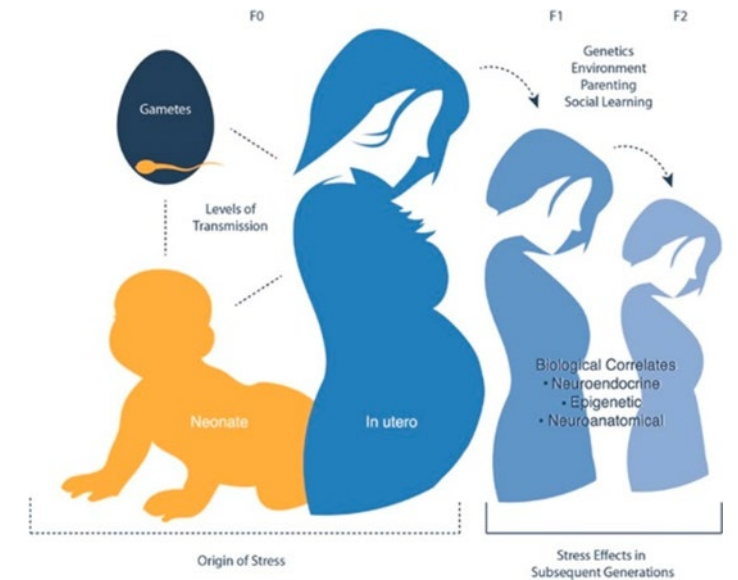 F0
F1
F2
Genetics
Environment
Parenting
Social Learning
Gametes
Levels of
Transmission
Biological Correlates
• Neuroendocrine
• Epigenetic
• Neuroanatomical
Neonate
In utero
Origin of Stress
Stress Effects in
Subsequent Generations